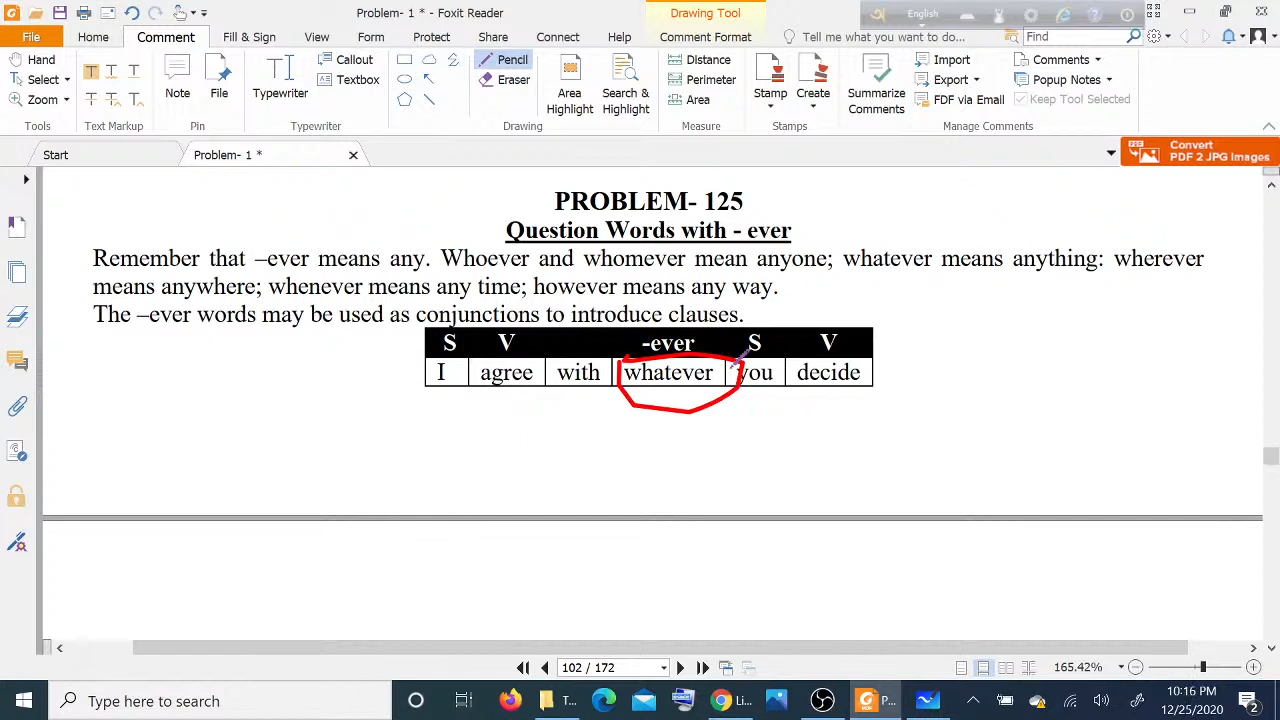 Problem- 1 * - Foxit Reader
Drawing Tool
English
File Home Comment View Form Protect Share Connect Help Fill & Sign Comment Format Tell me what you want to do... Find
Hand
Select
Zoom
Tools
Text Markup
Note
File
Pin
Typewriter
Callout
Textbox
Typewriter
Pencil
Eraser
Drawing
Area Highlight
Search & Highlight
Distance
Perimeter
Area
Measure
Stamp
Create
Stamps
Summarize Comments
Import
Export
FDF via Email
Comments
Popup Notes
Keep Tool Selected
Manage Comments
Start
Problem- 1 *
Convert
PDF 2 JPG Images
PROBLEM- 125
Question Words with - ever
Remember that –ever means any. Whoever and whomever mean anyone; whatever means anything: wherever
means anywhere; whenever means any time; however means any way.
The –ever words may be used as conjunctions to introduce clauses.
S V -ever S V
I agree with whatever you decide
102 / 172
165.42%
Type here to search
T...
Li...
P...
10:16 PM
12/25/2020
2